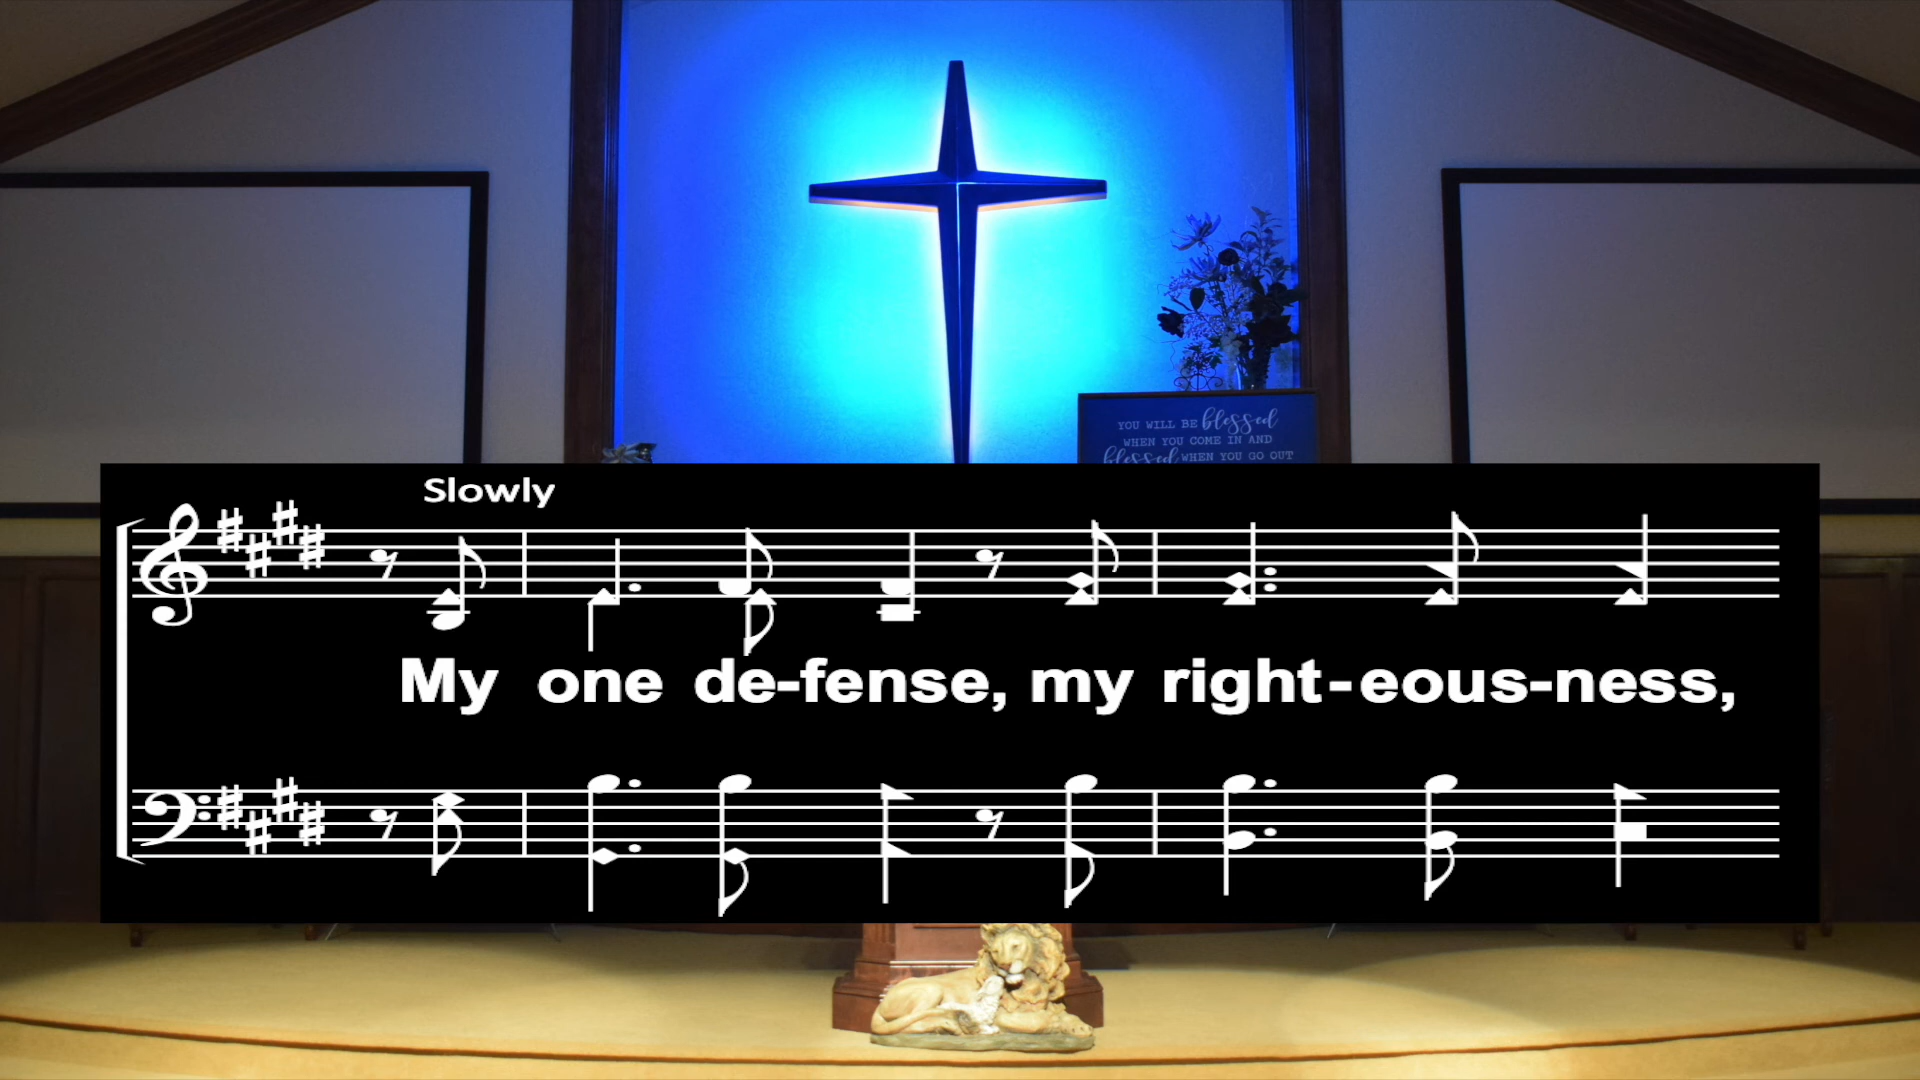 YOU WILL BE blessed
WHEN YOU COME IN AND
blessed WHEN YOU GO OUT
Slowly
My one de-fense, my right-eous-ness,